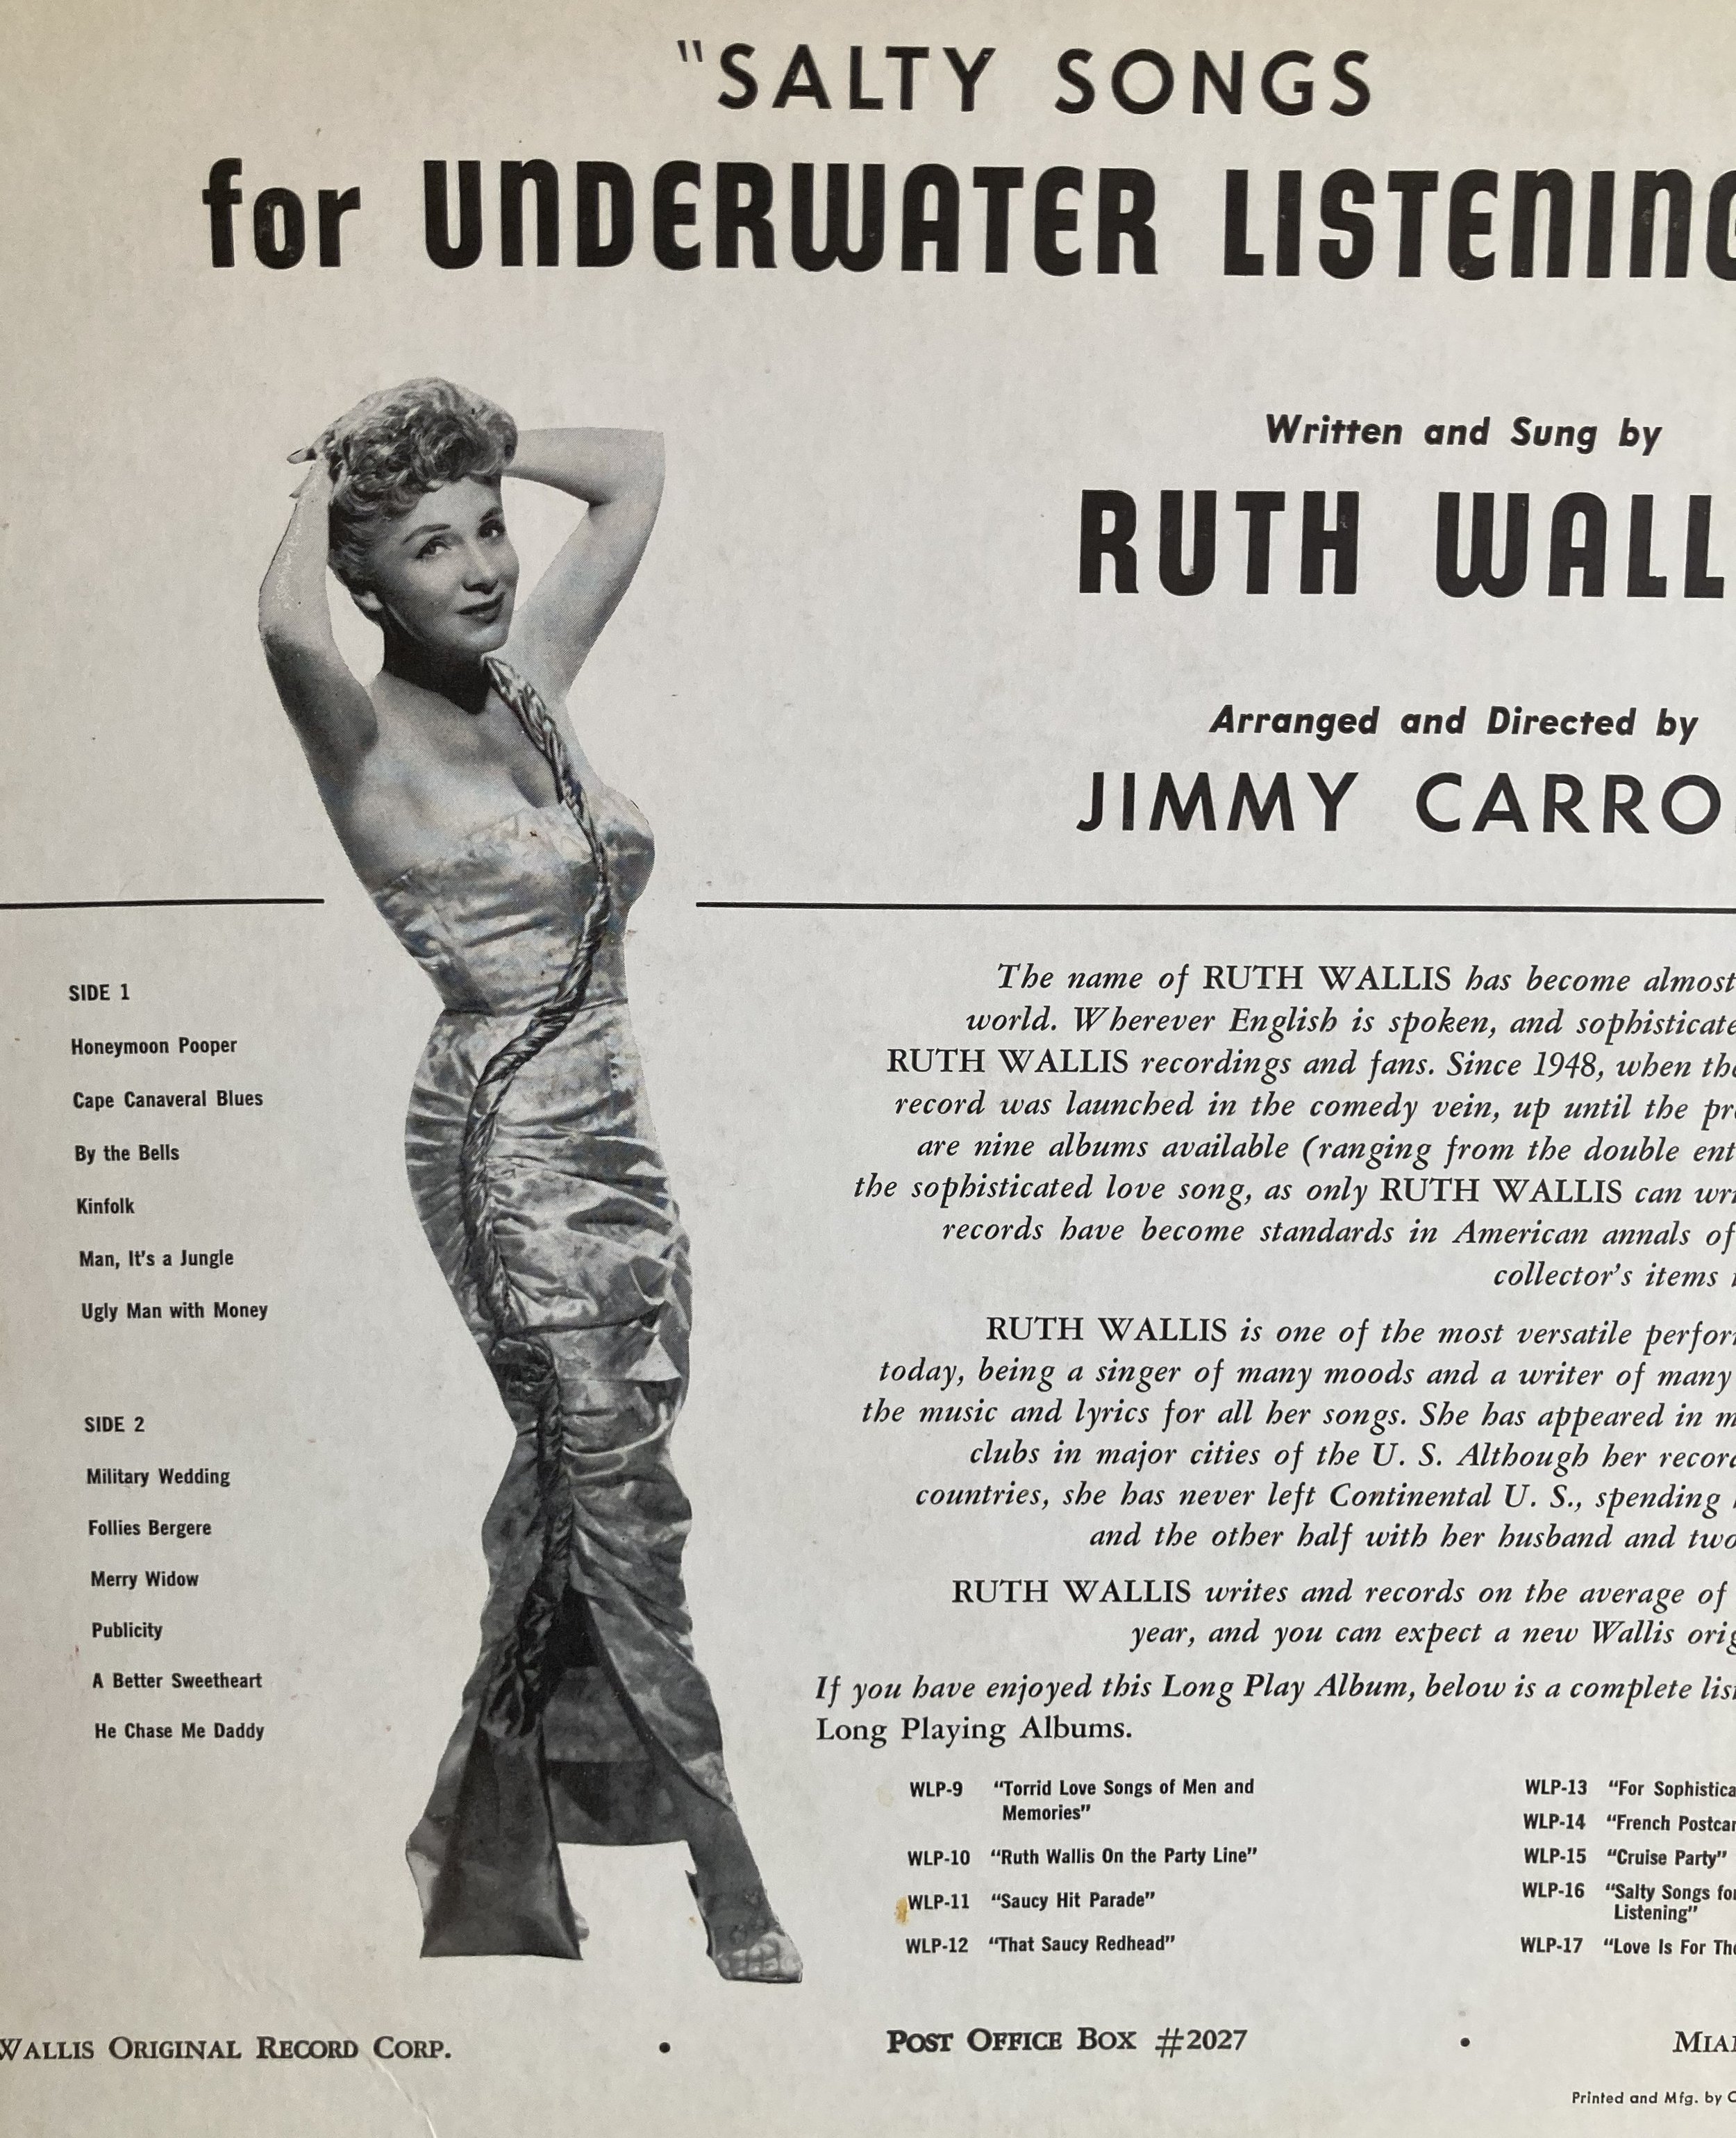 "SALTY SONGS
for UNDERWATER LISTENING
Written and Sung by
RUTH WALL
Arranged and Directed by
JIMMY CARRO
SIDE 1
Honeymoon Pooper
Cape Canaveral Blues
By the Bells
Kinfolk
Man, It's a Jungle
Ugly Man with Money
SIDE 2
Military Wedding
Follies Bergere
Merry Widow
Publicity
A Better Sweetheart
He Chase Me Daddy
The name of RUTH WALLIS has become almost
world. Wherever English is spoken, and sophisticate
RUTH WALLIS recordings and fans. Since 1948, when the
record was launched in the comedy vein, up until the pr
are nine albums available (ranging from the double ent
the sophisticated love song, as only RUTH WALLIS can wri
records have become standards in American annals of
collector's items
RUTH WALLIS is one of the most versatile perfor
today, being a singer of many moods and a writer of many
the music and lyrics for all her songs. She has appeared in m
clubs in major cities of the U. S. Although her record
countries, she has never left Continental U. S., spending
and the other half with her husband and two
RUTH WALLIS writes and records on the average of
year, and you can expect a new Wallis orig
If you have enjoyed this Long Play Album, below is a complete list
Long Playing Albums.
WLP-9 "Torrid Love Songs of Men and
Memories"
WLP-10 "Ruth Wallis On the Party Line"
WLP-11 "Saucy Hit Parade"
WLP-12 "That Saucy Redhead"
WLP-13 "For Sophistica
WLP-14 "French Postcar
WLP-15 "Cruise Party"
WLP-16 "Salty Songs for
Listening"
WLP-17 "Love Is For The
WALLIS ORIGINAL RECORD CORP. • POST OFFICE BOX #2027 • MIA
Printed and Mfg. by C